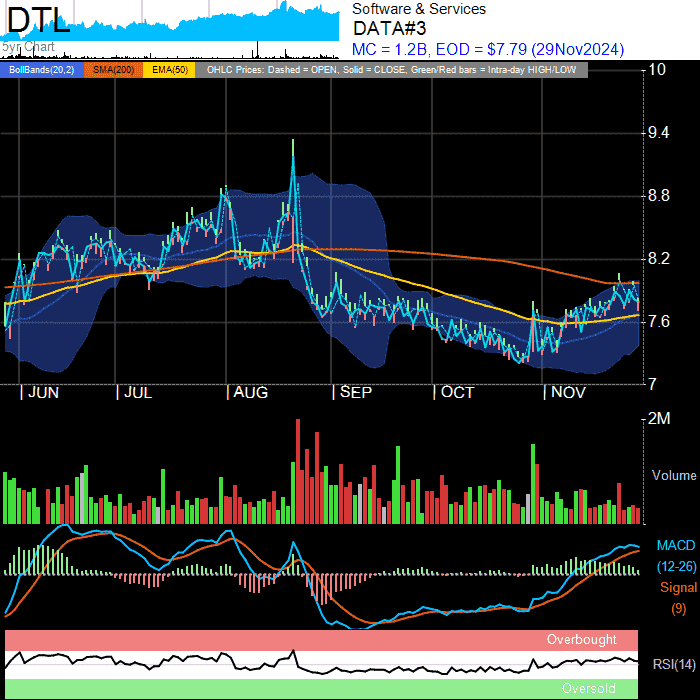 DTL
5yr Chart
Software & Services
DATA#3
MC = 1.2B, EOD = $7.79 (29Nov2024)
BollBands(20,2) SMA(200) EMA(50) OHLC Prices: Dashed = OPEN, Solid = CLOSE, Green/Red bars = Intra-day HIGH/LOW
10
9.4
8.8
8.2
7.6
7
JUN JUL AUG SEP OCT NOV
2M
Volume
MACD
(12-26)
Signal
(9)
Overbought
RSI(14)
Oversold